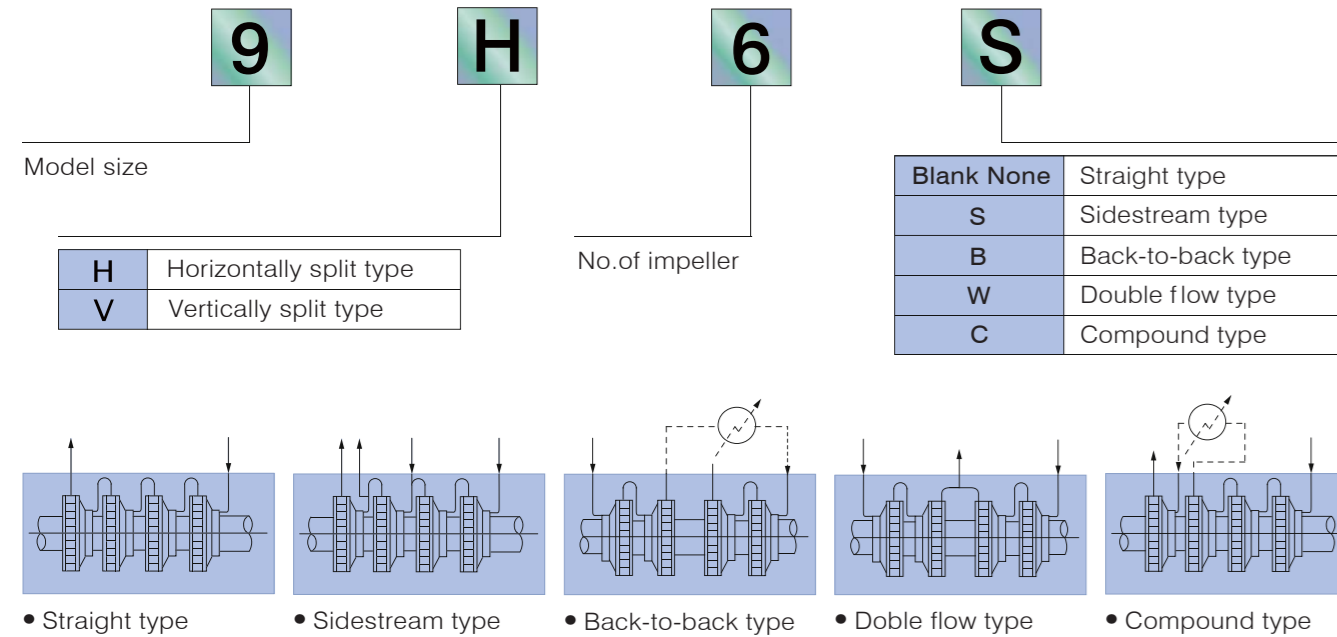 9 H 6 S
Model size
H Horizontally split type
V Vertically split type
No.of impeller
Blank None Straight type
S Sidestream type
B Back-to-back type
W Double flow type
C Compound type
• Straight type
• Sidestream type
• Back-to-back type
• Doble flow type
• Compound type